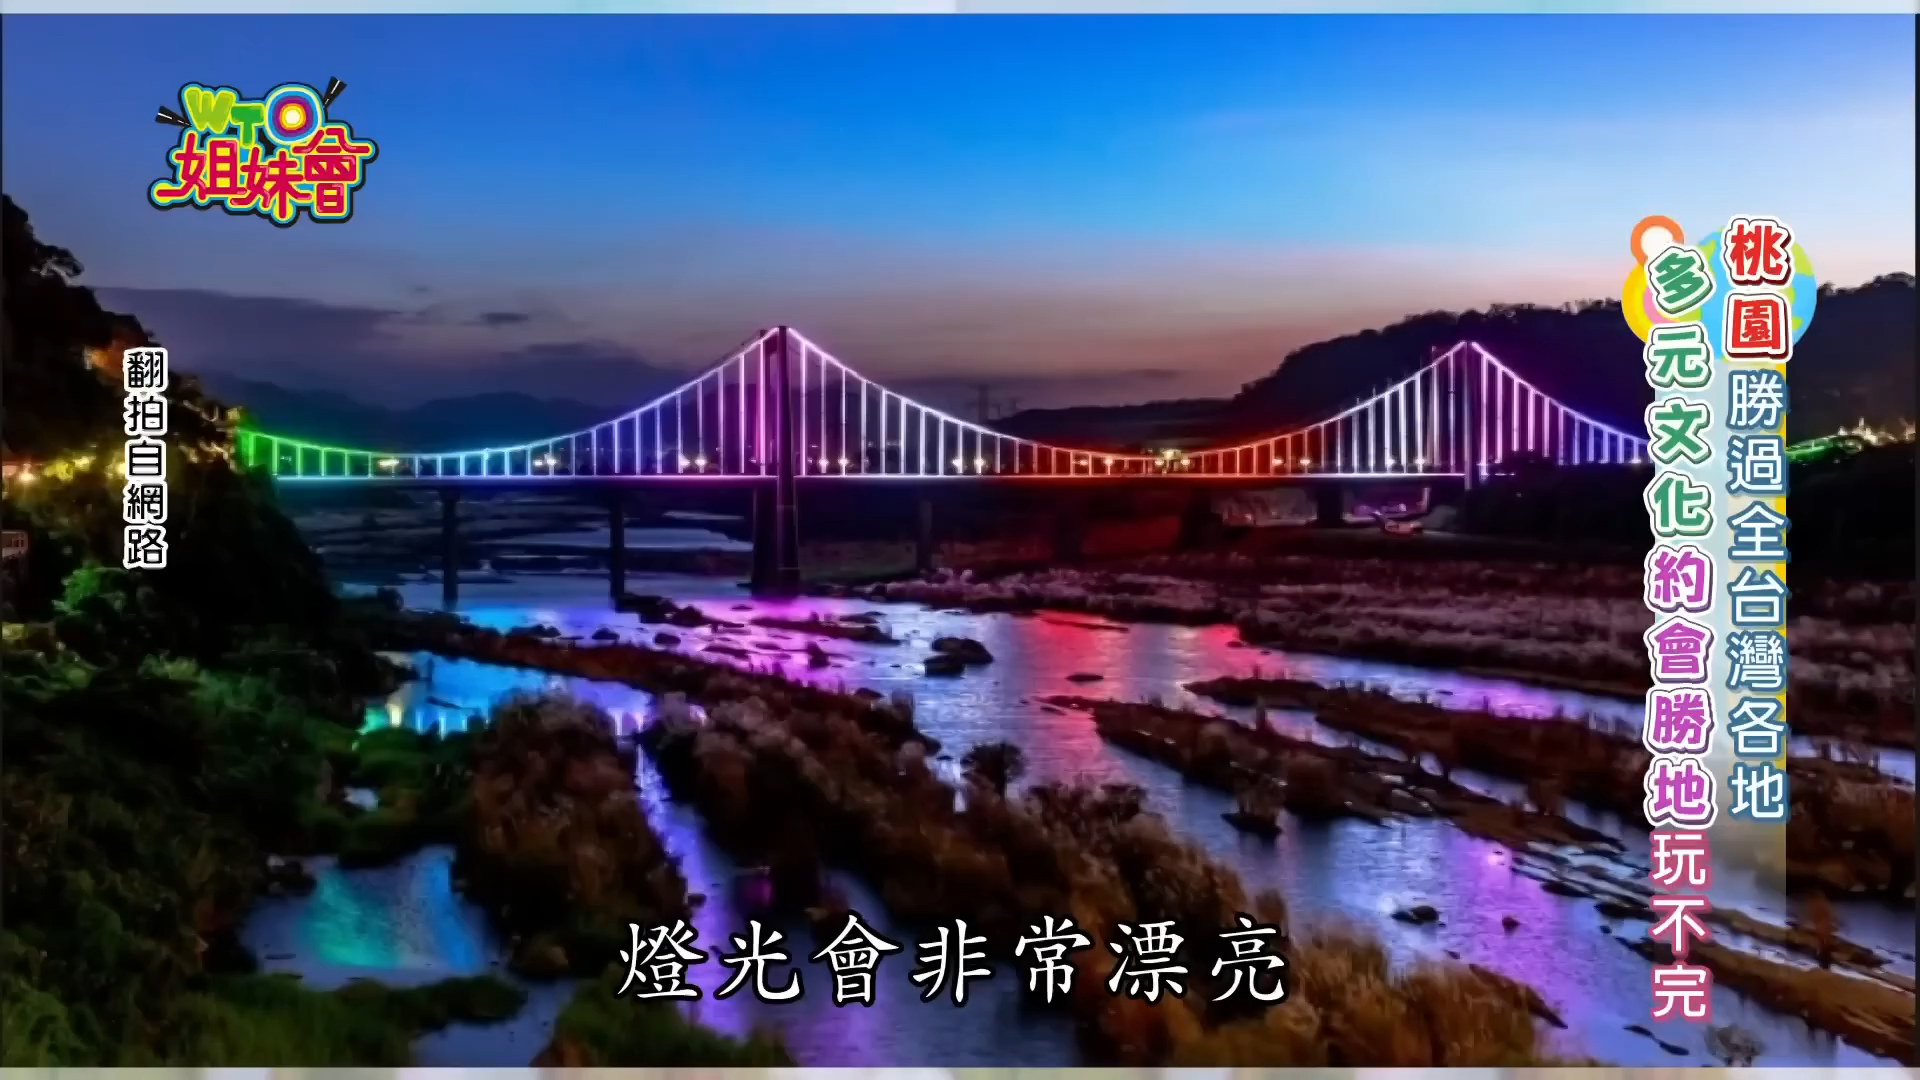 WTO
姐妹會
翻拍自網路
桃園勝過全台灣各地
多元文化約會勝地玩不完
燈光會非常漂亮